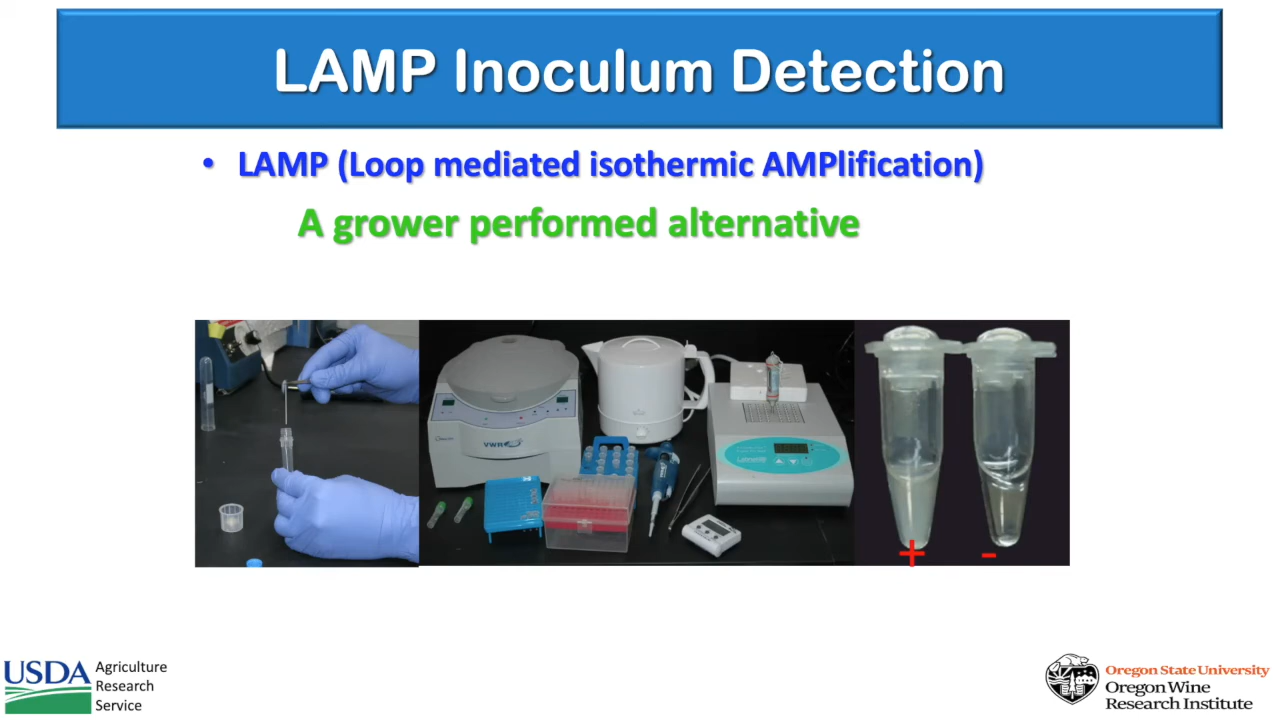 LAMP Inoculum Detection
• LAMP (Loop mediated isothermic AMPlification)
A grower performed alternative
VWR
+ -
USDA
Agriculture
Research
Service
Oregon State University
Oregon Wine
Research Institute